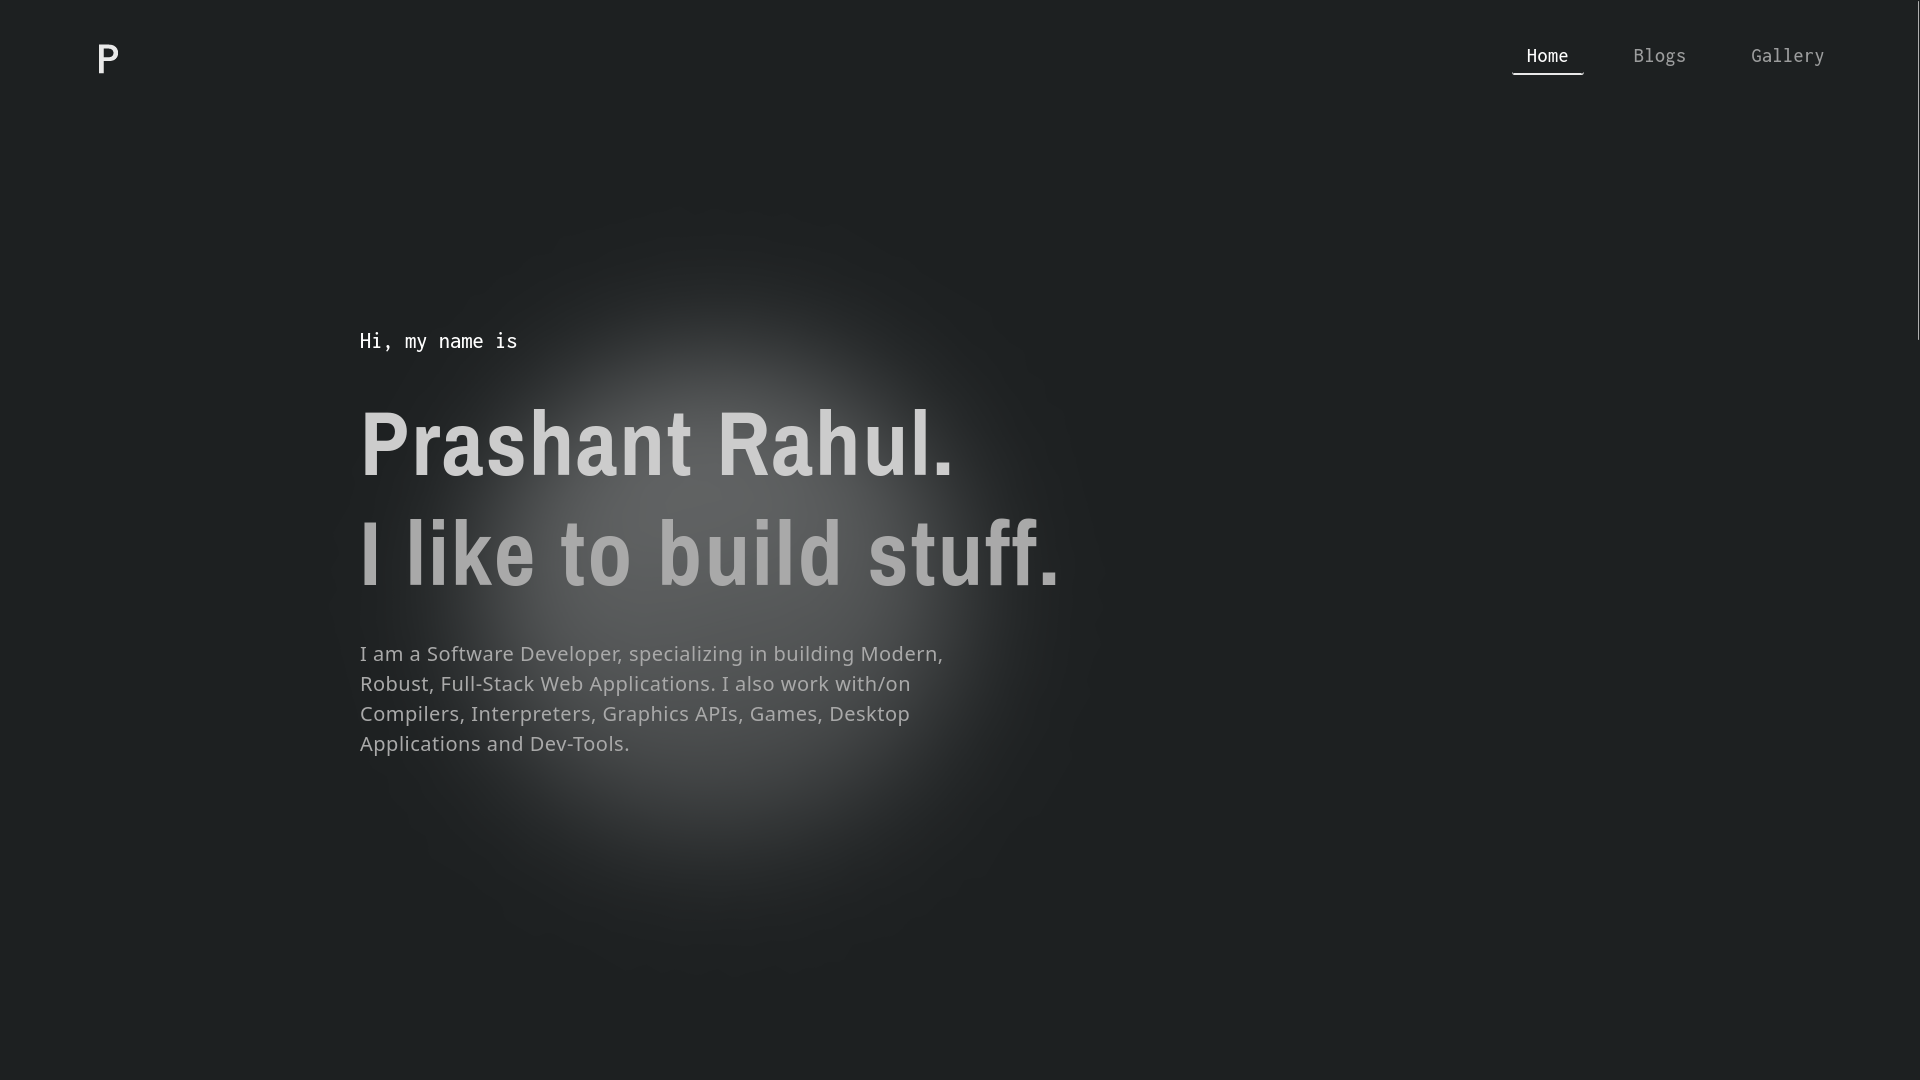 P
Home
Blogs
Gallery
Hi, my name is
Prashant Rahul.
I like to build stuff.
I am a Software Developer, specializing in building Modern,
Robust, Full-Stack Web Applications. I also work with/on
Compilers, Interpreters, Graphics APIs, Games, Desktop
Applications and Dev-Tools.